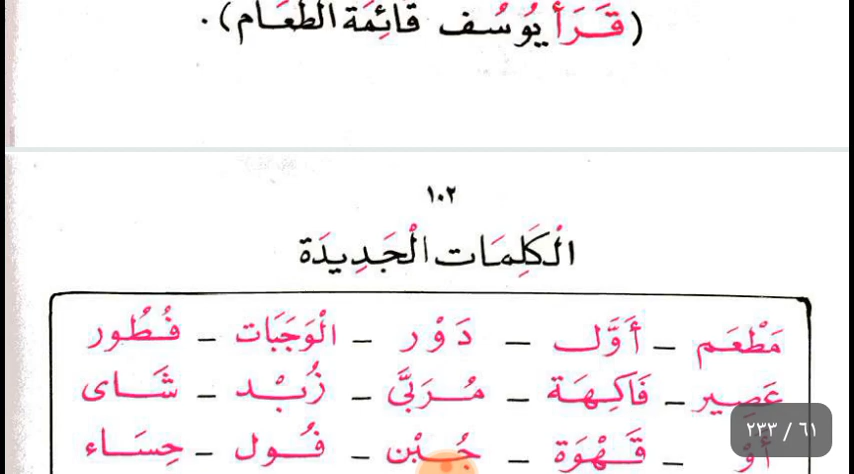 (قَرَأَ يُوسُف قَائِمَة الطَعَام).
١٠٢
الْكَلِمَات الْجَدِيدَة
مَطْعَم – أَوَّل – دَوْر – الْوَجَبَات – فُطُور
عَصِير – فَاكِهَة – مُرَبَّى – زُبْد – شَاى
أَوْ – قَهْوَة – جُبْن – فُول – حِسَاء
٦١ / ٢٣٣